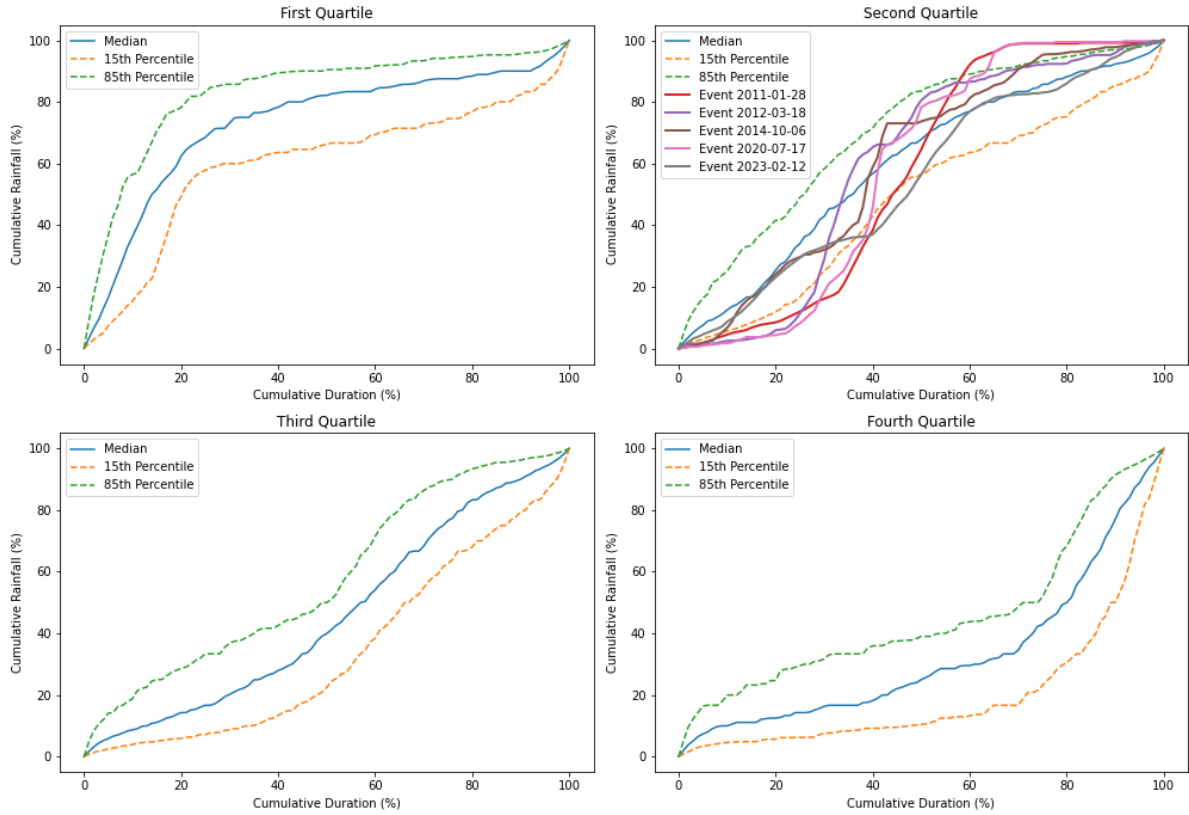 First Quartile
Median
15th Percentile
85th Percentile
100
80
60
40
20
0
Cumulative Rainfall (%)
0 20 40 60 80 100
Cumulative Duration (%)
Second Quartile
Median
15th Percentile
85th Percentile
Event 2011-01-28
Event 2012-03-18
Event 2014-10-06
Event 2020-07-17
Event 2023-02-12
100
80
60
40
20
0
Cumulative Rainfall (%)
0 20 40 60 80 100
Cumulative Duration (%)
Third Quartile
Median
15th Percentile
85th Percentile
100
80
60
40
20
0
Cumulative Rainfall (%)
0 20 40 60 80 100
Cumulative Duration (%)
Fourth Quartile
Median
15th Percentile
85th Percentile
100
80
60
40
20
0
Cumulative Rainfall (%)
0 20 40 60 80 100
Cumulative Duration (%)